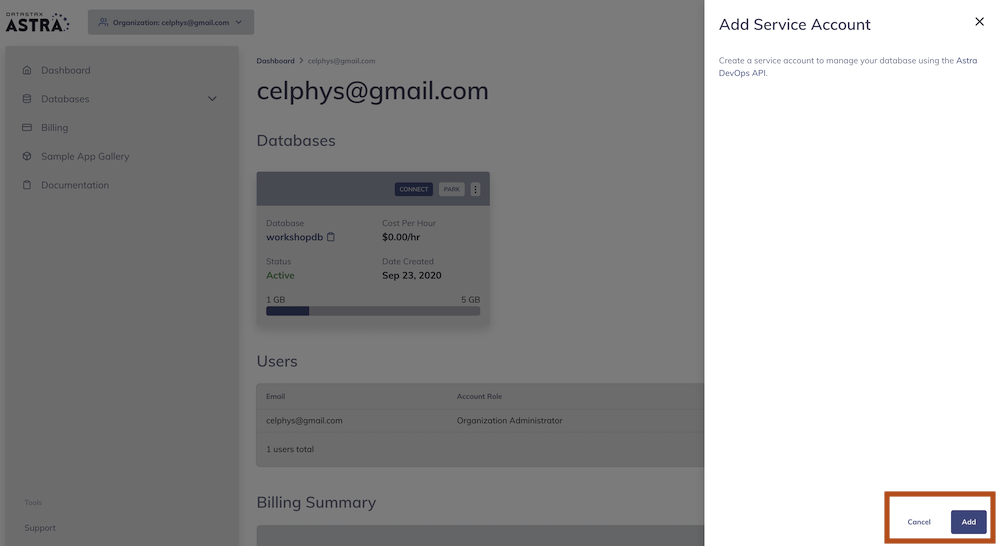 DATASTAX
ASTRA
Organization: celphys@gmail.com
Dashboard
Databases
Billing
Sample App Gallery
Documentation
Tools
Support
Dashboard > celphys@gmail.com
celphys@gmail.com
Databases
CONNECT PARK
Database Cost Per Hour
workshopdb $0.00/hr
Status Date Created
Active Sep 23, 2020
1 GB 5 GB
Users
Email Account Role
celphys@gmail.com Organization Administrator
1 users total
Billing Summary
Add Service Account
Create a service account to manage your database using the Astra
DevOps API.
Cancel Add